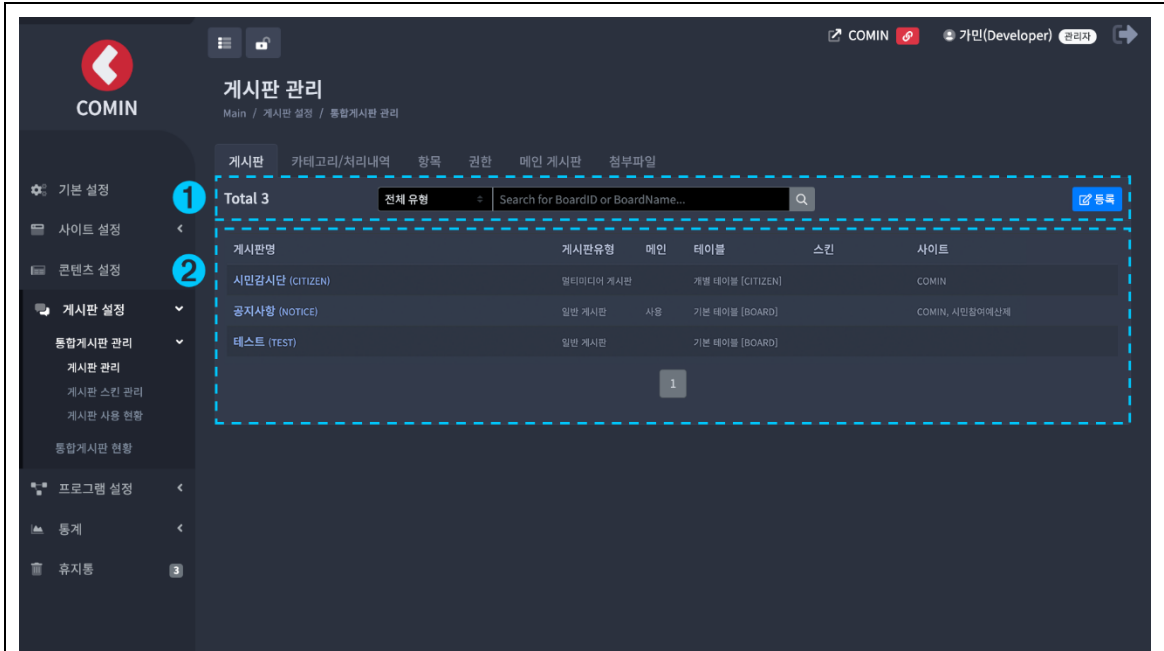 COMIN 가민(Developer) 관리자
COMIN
게시판 관리
Main / 게시판 설정 / 통합게시판 관리
게시판 카테고리/처리내역 항목 권한 메인 게시판 첨부파일
1
Total 3 전체 유형 Search for BoardID or BoardName... 등록
2
게시판명 게시판유형 메인 테이블 스킨 사이트
시민감시단 (CITIZEN) 멀티미디어 게시판 개별 테이블 [CITIZEN] COMIN
공지사항 (NOTICE) 일반 게시판 사용 기본 테이블 [BOARD] COMIN, 시민참여예산제
테스트 (TEST) 일반 게시판 기본 테이블 [BOARD]
1
기본 설정
사이트 설정
콘텐츠 설정
게시판 설정
통합게시판 관리
게시판 관리
게시판 스킨 관리
게시판 사용 현황
통합게시판 현황
프로그램 설정
통계
휴지통 3